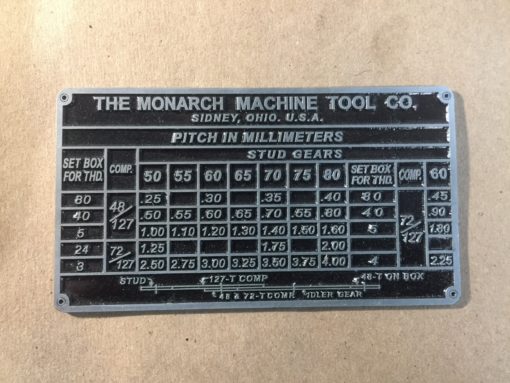 THE MONARCH MACHINE TOOL CO.
SIDNEY, OHIO. U.S.A.
PITCH IN MILLIMETERS
STUD GEARS
SET BOX FOR THD. COMP. 50 55 60 65 70 75 80 SET BOX FOR THD. COMP. 60
80 48/127 .25 .30 .35 .40 80 72/127 .45
40 .50 .55 .60 .65 .70 .55 .80 40 .90
5 1.00 1.10 1.20 1.30 1.40 1.50 1.60 5 1.80
24 72/127 1.25 1.75 2.00
3 2.50 2.75 3.00 3.25 3.50 3.75 4.00 4 2.25
STUD 127-T COMP 48-T ON BOX
48 & 72-T COMP. IDLER GEAR